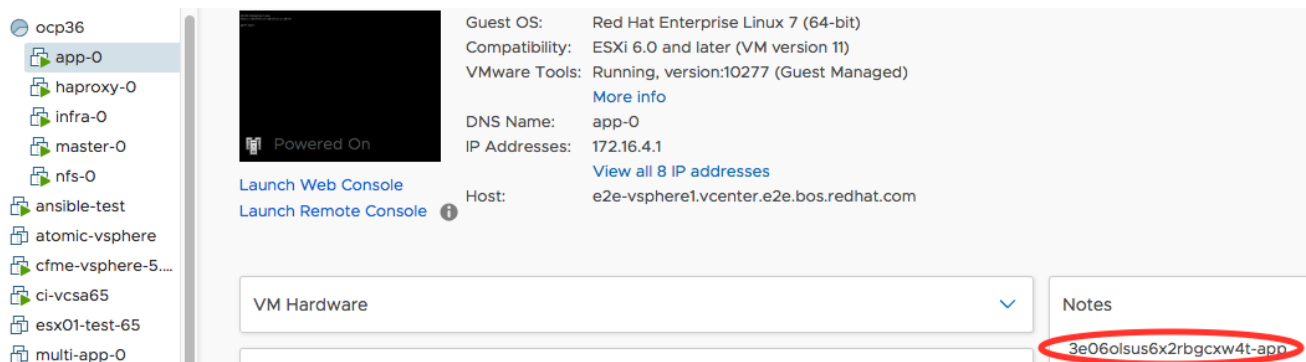 ocp36
app-0
haproxy-0
infra-0
master-0
nfs-0
ansible-test
atomic-vsphere
cfme-vsphere-5....
ci-vcsa65
esx01-test-65
multi-app-0
Powered On
Launch Web Console
Launch Remote Console
Guest OS: Red Hat Enterprise Linux 7 (64-bit)
Compatibility: ESXi 6.0 and later (VM version 11)
VMware Tools: Running, version:10277 (Guest Managed)
More info
DNS Name: app-0
IP Addresses: 172.16.4.1
View all 8 IP addresses
Host: e2e-vsphere1.vcenter.e2e.bos.redhat.com
VM Hardware
Notes
3e06olsus6x2rbgcxw4t-app